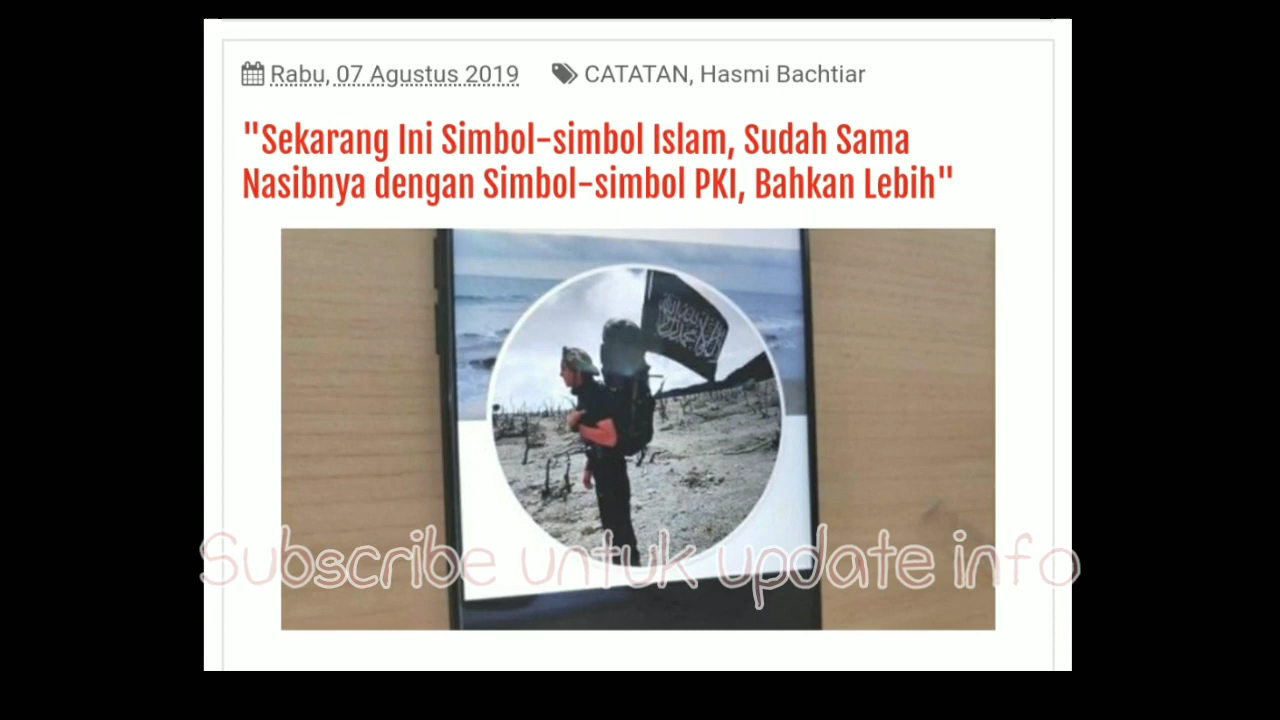 Rabu, 07 Agustus 2019 CATATAN, Hasmi Bachtiar
"Sekarang Ini Simbol-simbol Islam, Sudah Sama
Nasibnya dengan Simbol-simbol PKI, Bahkan Lebih"
Subscribe untuk update info